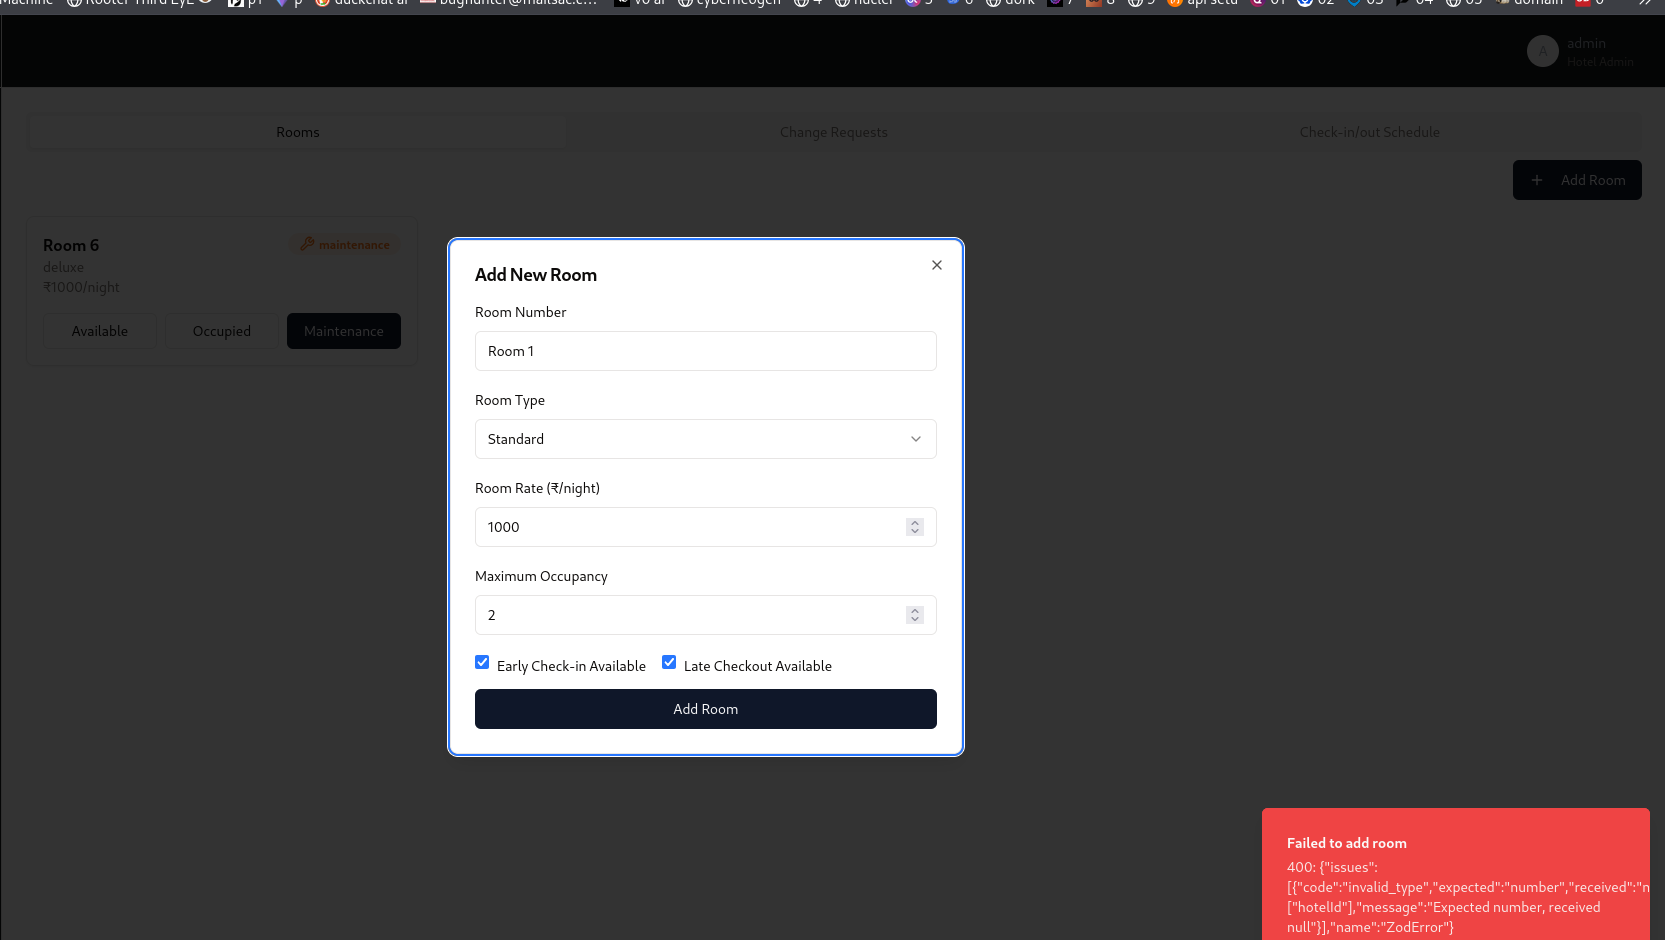 Machine Rooter Third Eye p1 p duckchat ai bughunter@mailsac.c... v0 ai cyberneogen 4 nuclei 5 6 dork 7 8 9 api setu 01 02 03 04 05 domain 0
A admin
Hotel Admin
Rooms Change Requests Check-in/out Schedule
+ Add Room
Room 6 maintenance
deluxe
₹1000/night
Available Occupied Maintenance
Add New Room
Room Number
Room 1
Room Type
Standard
Room Rate (₹/night)
1000
Maximum Occupancy
2
Early Check-in Available Late Checkout Available
Add Room
Failed to add room
400: {"issues":
[{"code":"invalid_type","expected":"number","received":"n
["hotelId"],"message":"Expected number, received
null"}],"name":"ZodError"}